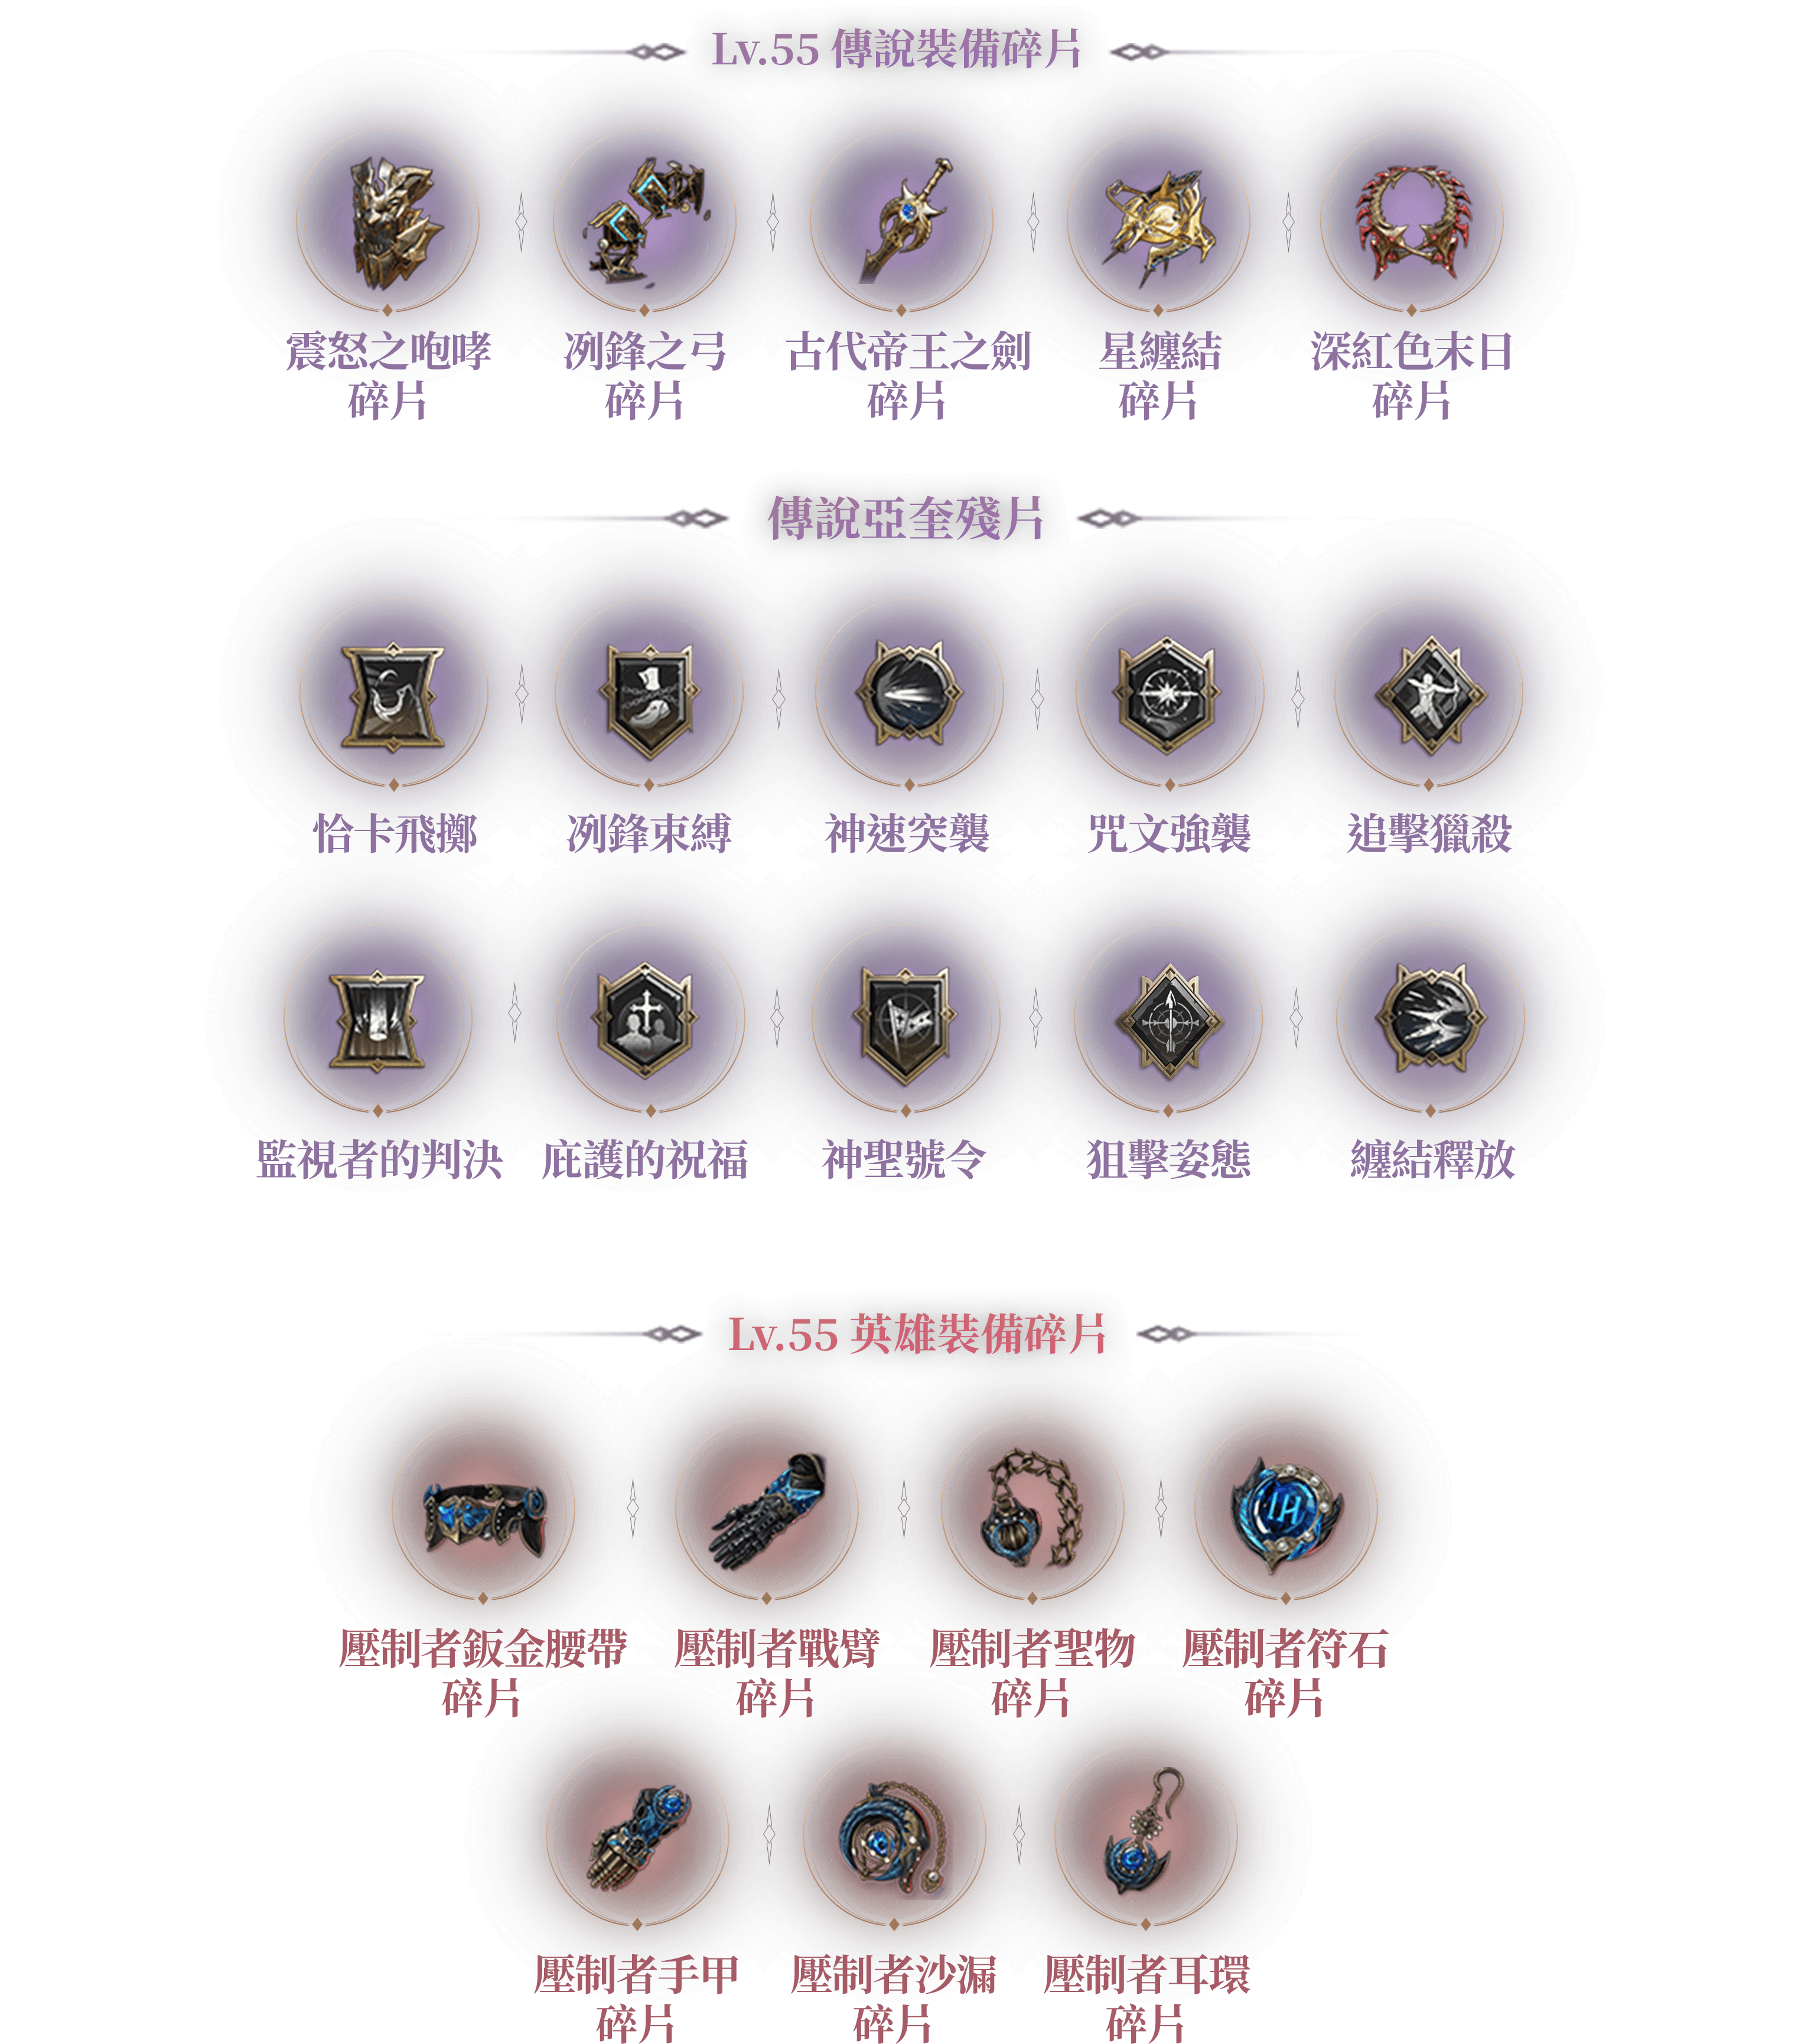 Lv.55 傳說裝備碎片
震怒之咆哮
碎片
冽鋒之弓
碎片
古代帝王之劍
碎片
星纏結
碎片
深紅色末日
碎片
傳說亞奎殘片
恰卡飛擲
冽鋒束縛
神速突襲
咒文強襲
追擊獵殺
監視者的判決
庇護的祝福
神聖號令
狙擊姿態
纏結釋放
Lv.55 英雄裝備碎片
壓制者鈑金腰帶
碎片
壓制者戰臂
碎片
壓制者聖物
碎片
壓制者符石
碎片
壓制者手甲
碎片
壓制者沙漏
碎片
壓制者耳環
碎片